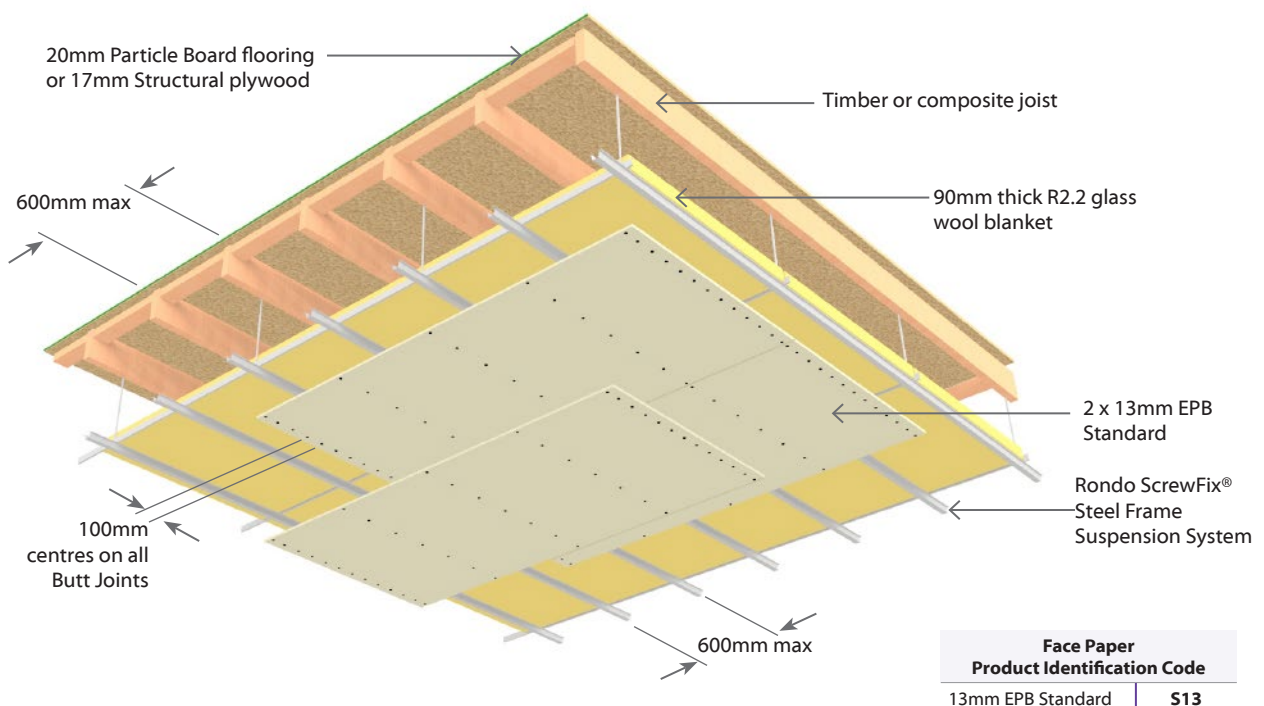 20mm Particle Board flooring
or 17mm Structural plywood
Timber or composite joist
600mm max
90mm thick R2.2 glass
wool blanket
2 x 13mm EPB
Standard
Rondo ScrewFix®
Steel Frame
Suspension System
100mm
centres on all
Butt Joints
600mm max
Face Paper
Product Identification Code
13mm EPB Standard S13